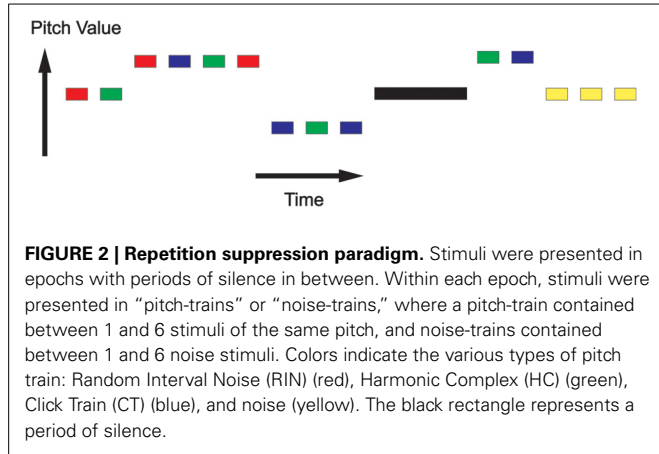 Pitch Value
Time
FIGURE 2 | Repetition suppression paradigm. Stimuli were presented in
epochs with periods of silence in between. Within each epoch, stimuli were
presented in “pitch-trains” or “noise-trains,” where a pitch-train contained
between 1 and 6 stimuli of the same pitch, and noise-trains contained
between 1 and 6 noise stimuli. Colors indicate the various types of pitch
train: Random Interval Noise (RIN) (red), Harmonic Complex (HC) (green),
Click Train (CT) (blue), and noise (yellow). The black rectangle represents a
period of silence.